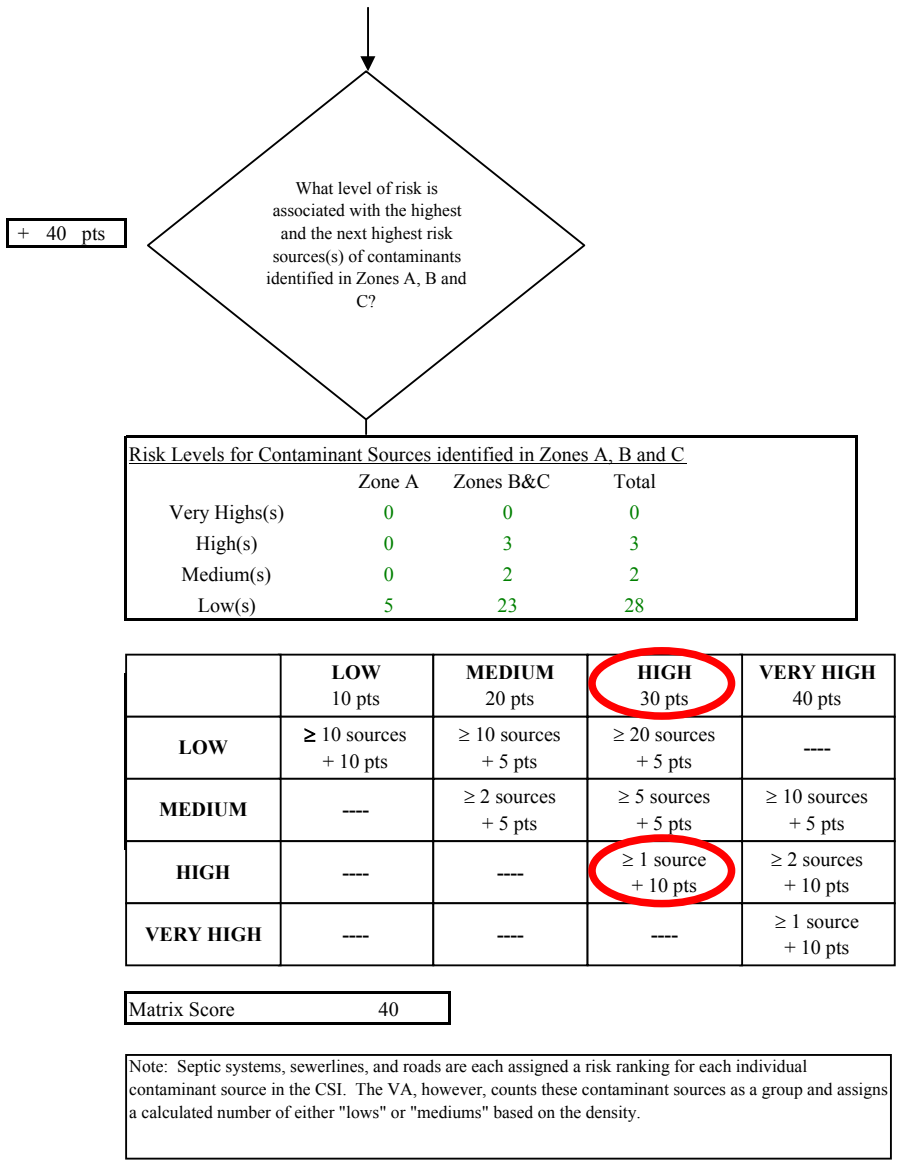 What level of risk is
associated with the highest
and the next highest risk
sources(s) of contaminants
identified in Zones A, B and
C?
+ 40 pts
Risk Levels for Contaminant Sources identified in Zones A, B and C
Zone A Zones B&C Total
Very Highs(s) 0 0 0
High(s) 0 3 3
Medium(s) 0 2 2
Low(s) 5 23 28
LOW MEDIUM HIGH VERY HIGH
10 pts 20 pts 30 pts 40 pts
LOW ≥ 10 sources ≥ 10 sources ≥ 20 sources ----
+ 10 pts + 5 pts + 5 pts
MEDIUM ---- ≥ 2 sources ≥ 5 sources ≥ 10 sources
+ 5 pts + 5 pts + 5 pts
HIGH ---- ---- ≥ 1 source ≥ 2 sources
+ 10 pts + 10 pts
VERY HIGH ---- ---- ---- ≥ 1 source
+ 10 pts
Matrix Score 40
Note: Septic systems, sewerlines, and roads are each assigned a risk ranking for each individual
contaminant source in the CSI. The VA, however, counts these contaminant sources as a group and assigns
a calculated number of either "lows" or "mediums" based on the density.